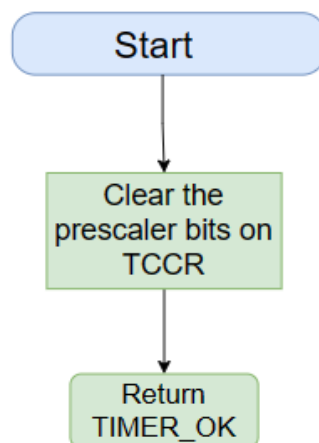 Start
Clear the
prescaler bits on
TCCR
Return
TIMER_OK